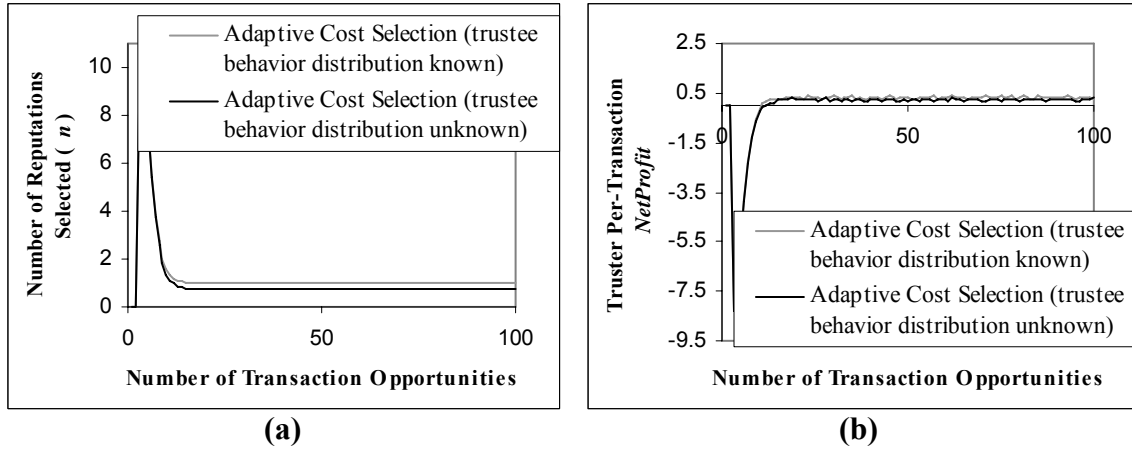 10
8
6
4
2
0
0
50
100
Number of Reputations
Selected ( n)
Adaptive Cost Selection (trustee
behavior distribution known)
Adaptive Cost Selection (trustee
behavior distribution unknown)
Number of Transaction Opportunities
(a)
2.5
0.5
-1.5
-3.5
-5.5
-7.5
-9.5
0
50
100
Truster Per-Transaction
NetProfit
Adaptive Cost Selection (trustee
behavior distribution known)
Adaptive Cost Selection (trustee
behavior distribution unknown)
Number of Transaction Opportunities
(b)